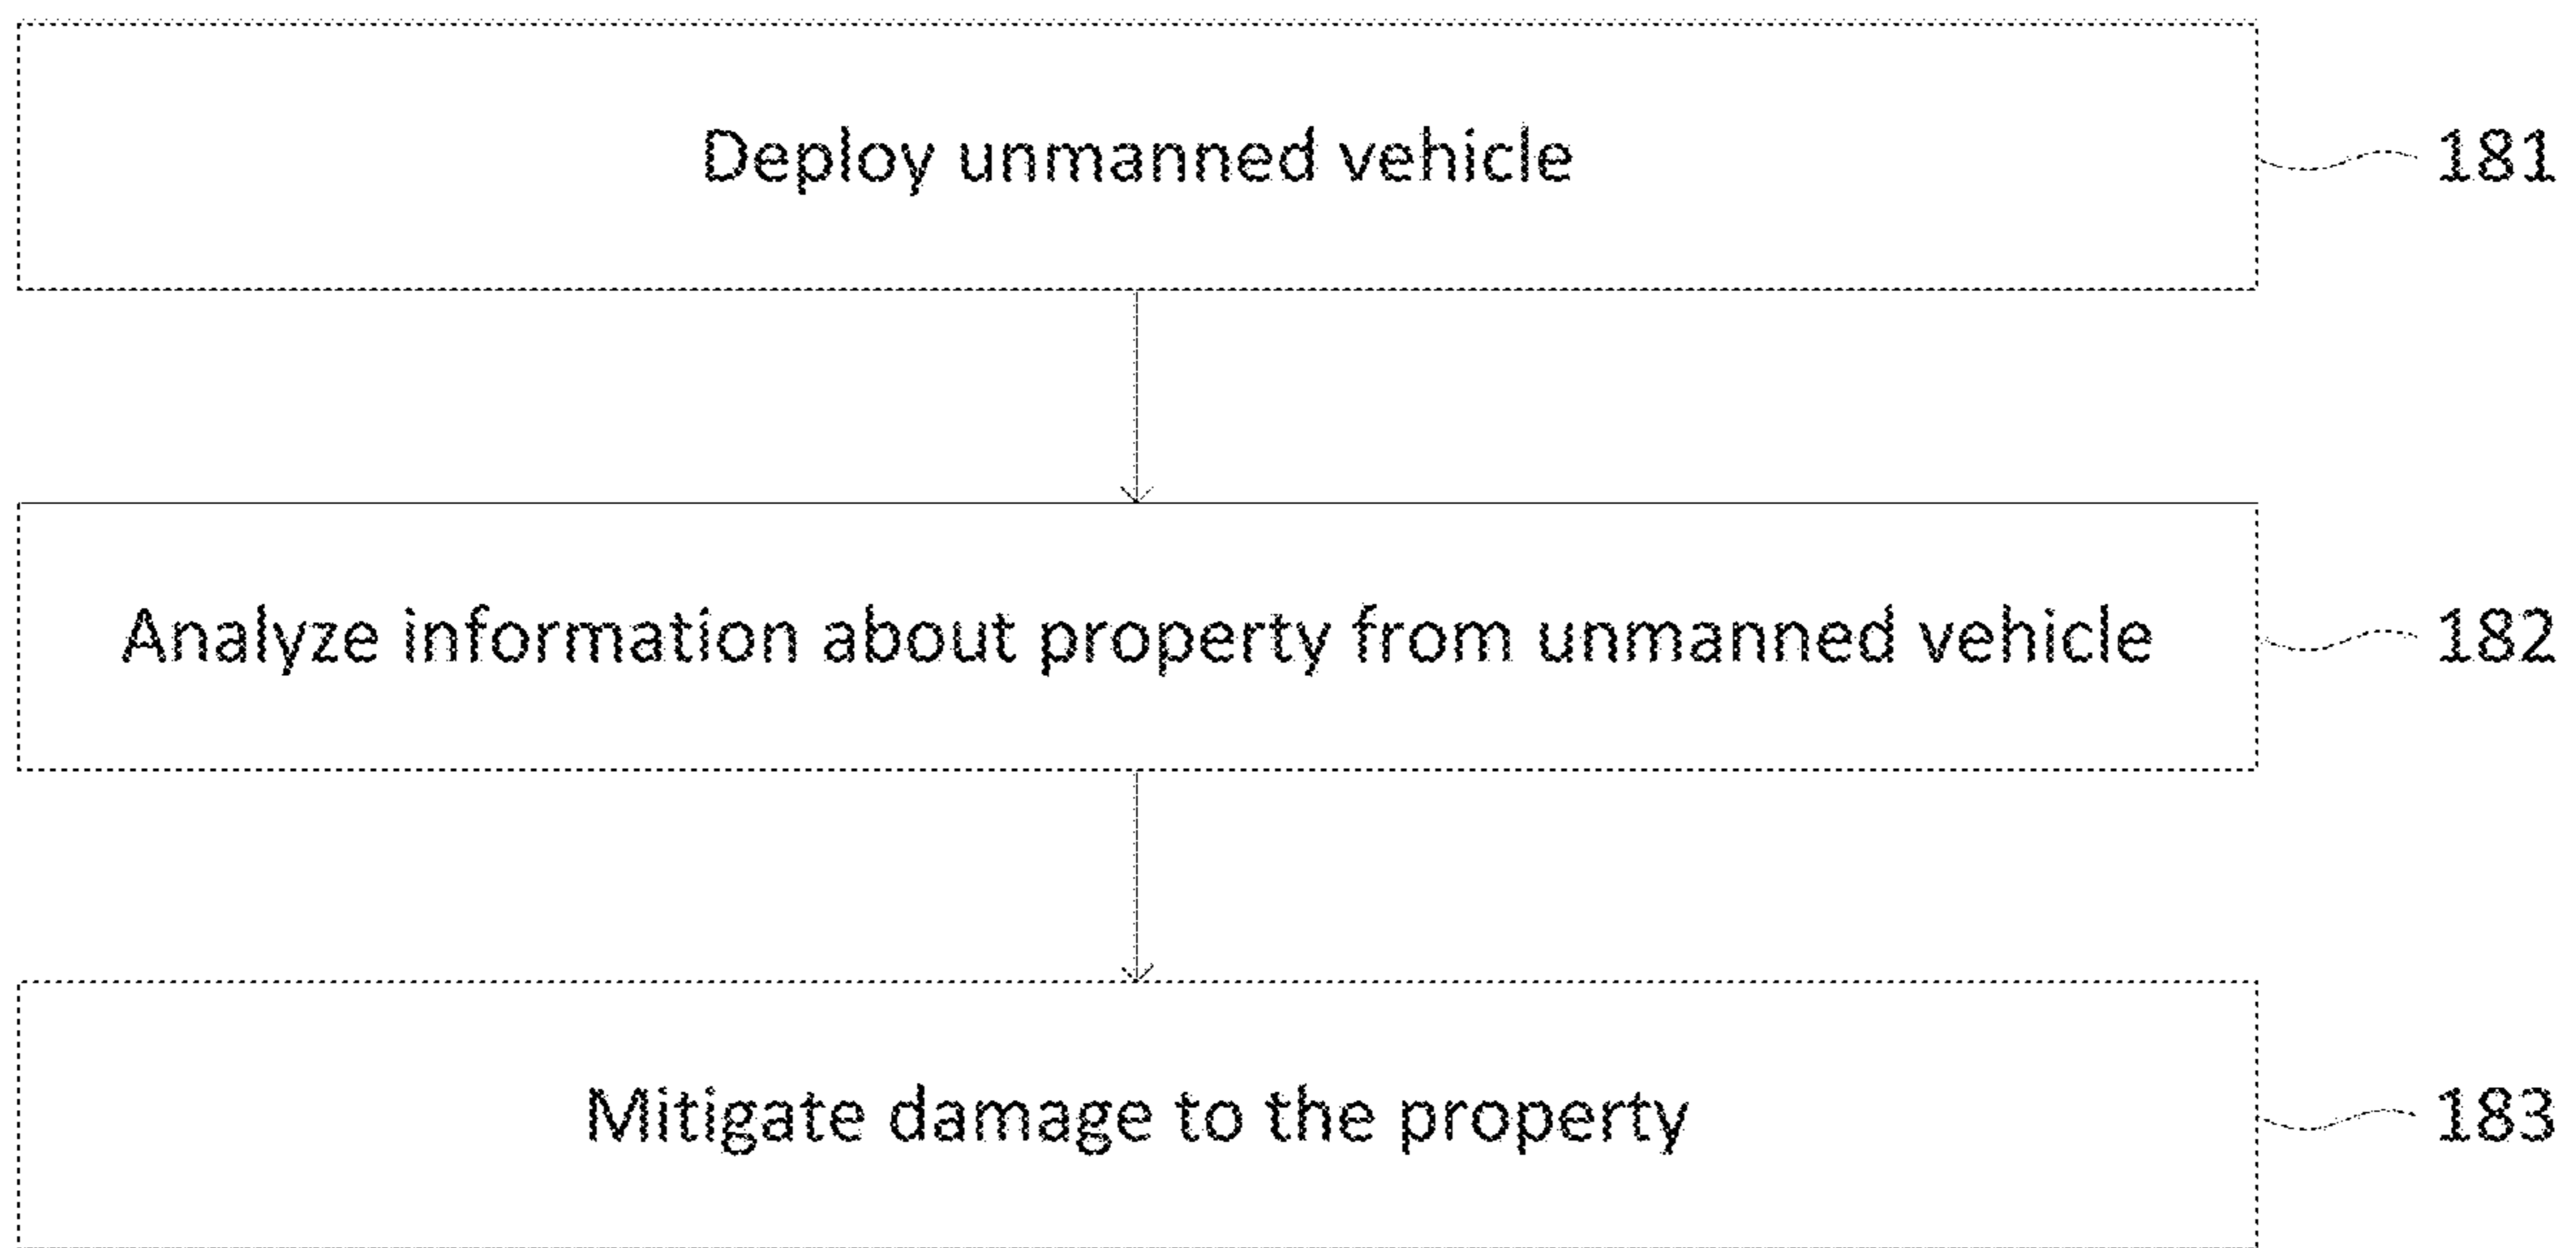 Deploy unmanned vehicle
181
Analyze information about property from unmanned vehicle
182
Mitigate damage to the property
183